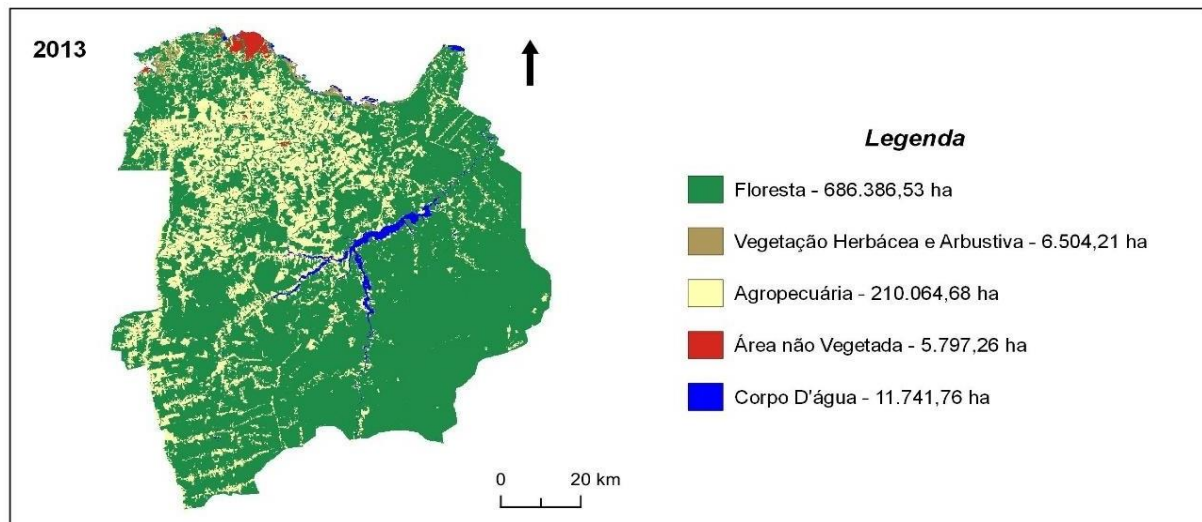 2013
Legenda
Floresta - 686.386,53 ha
Vegetação Herbácea e Arbustiva - 6.504,21 ha
Agropecuária - 210.064,68 ha
Área não Vegetada - 5.797,26 ha
Corpo D'água - 11.741,76 ha
0 20 km